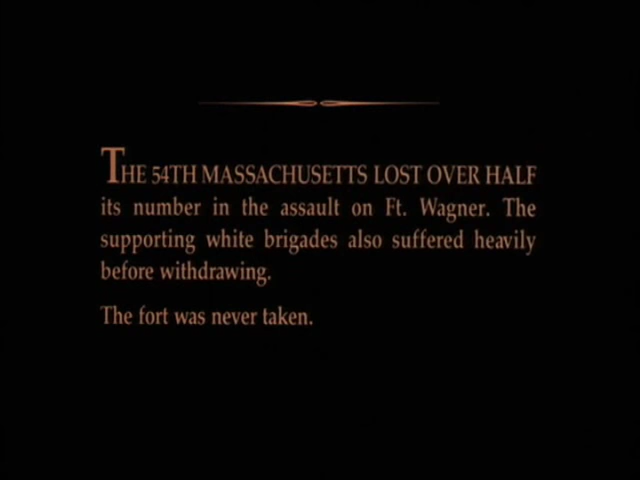 THE 54TH MASSACHUSETTS LOST OVER HALF
its number in the assault on Ft. Wagner. The
supporting white brigades also suffered heavily
before withdrawing.
The fort was never taken.